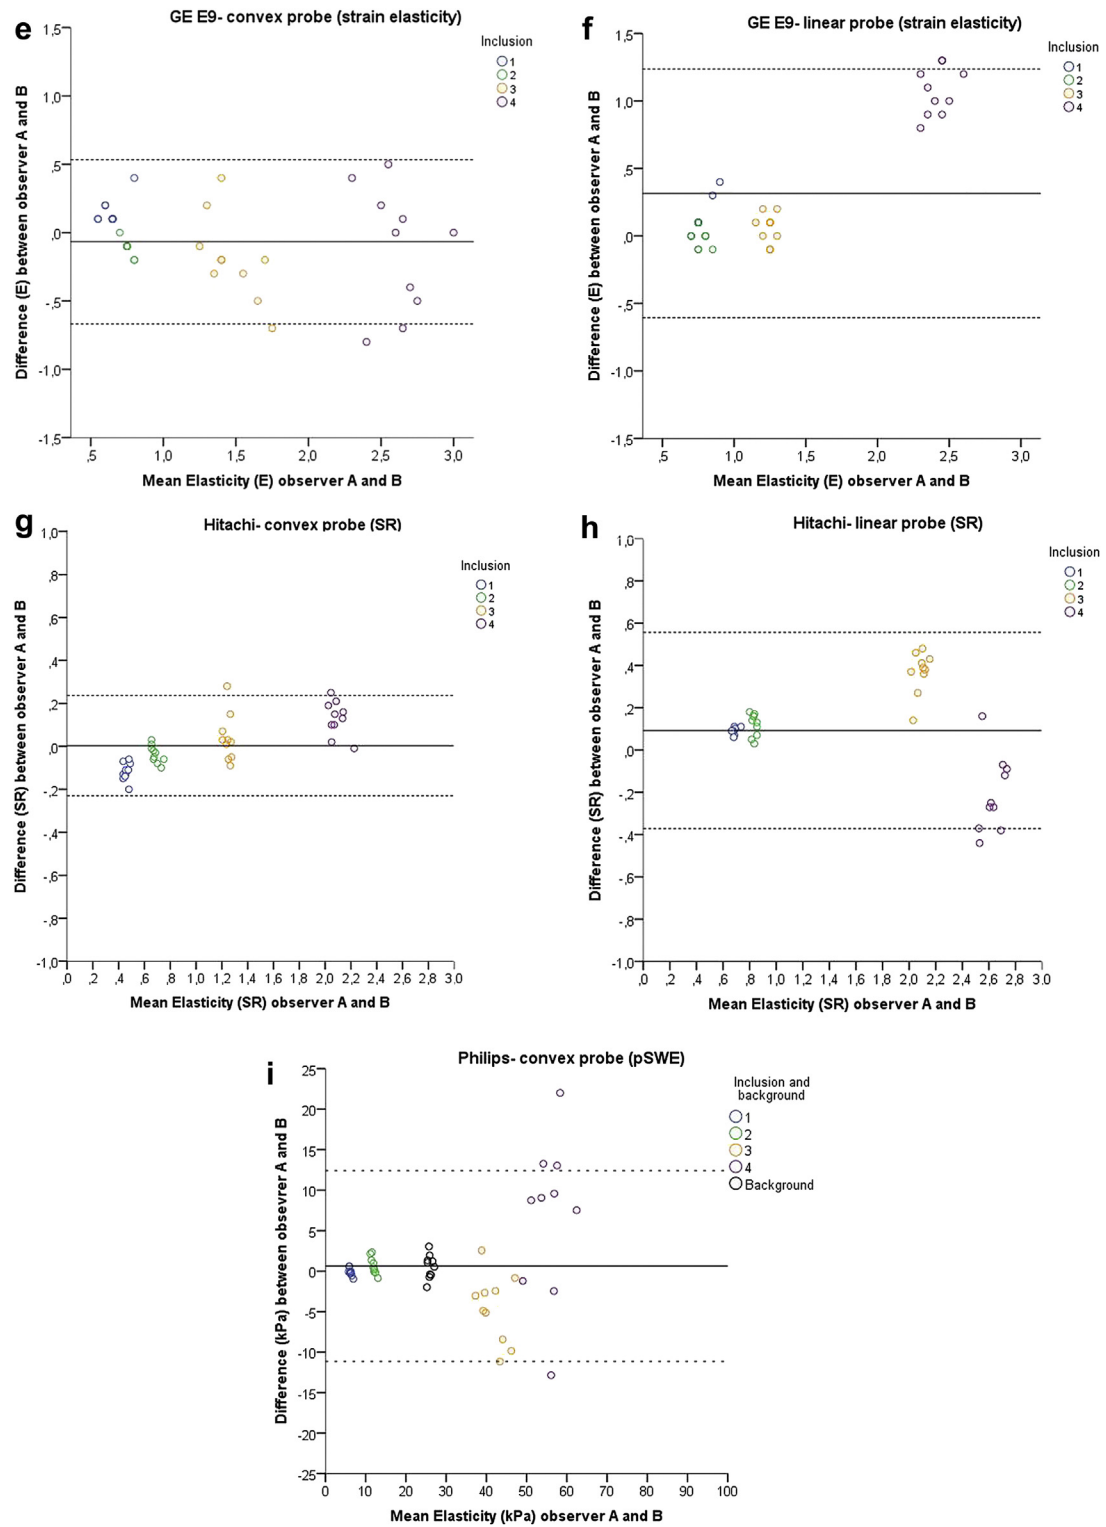 e
GE E9- convex probe (strain elasticity)
Difference (E) between observer A and B
1,5
1,0
,5
,0
-,5
-1,0
-1,5
,5 1,0 1,5 2,0 2,5 3,0
Mean Elasticity (E) observer A and B
Inclusion
1
2
3
4
f
GE E9- linear probe (strain elasticity)
Difference (E) between observer A and B
1,5
1,0
,5
,0
-,5
-1,0
-1,5
,5 1,0 1,5 2,0 2,5 3,0
Mean Elasticity (E) observer A and B
Inclusion
1
2
3
4
g
Hitachi- convex probe (SR)
Difference (SR) between observer A and B
1,0
,8
,6
,4
,2
,0
-,2
-,4
-,6
-,8
-1,0
,0 ,2 ,4 ,6 ,8 1,0 1,2 1,4 1,6 1,8 2,0 2,2 2,4 2,6 2,8 3,0
Mean Elasticity (SR) observer A and B
Inclusion
1
2
3
4
h
Hitachi- linear probe (SR)
Difference (SR) between observer A and B
1,0
,8
,6
,4
,2
,0
-,2
-,4
-,6
-,8
-1,0
,0 ,2 ,4 ,6 ,8 1,0 1,2 1,4 1,6 1,8 2,0 2,2 2,4 2,6 2,8 3,0
Mean Elasticity (SR) observer A and B
Inclusion
1
2
3
4
i
Philips- convex probe (pSWE)
Difference (kPa) between obsevrer A and B
25
20
15
10
5
0
-5
-10
-15
-20
-25
0 10 20 30 40 50 60 70 80 90 100
Mean Elasticity (kPa) observer A and B
Inclusion and
background
1
2
3
4
Background